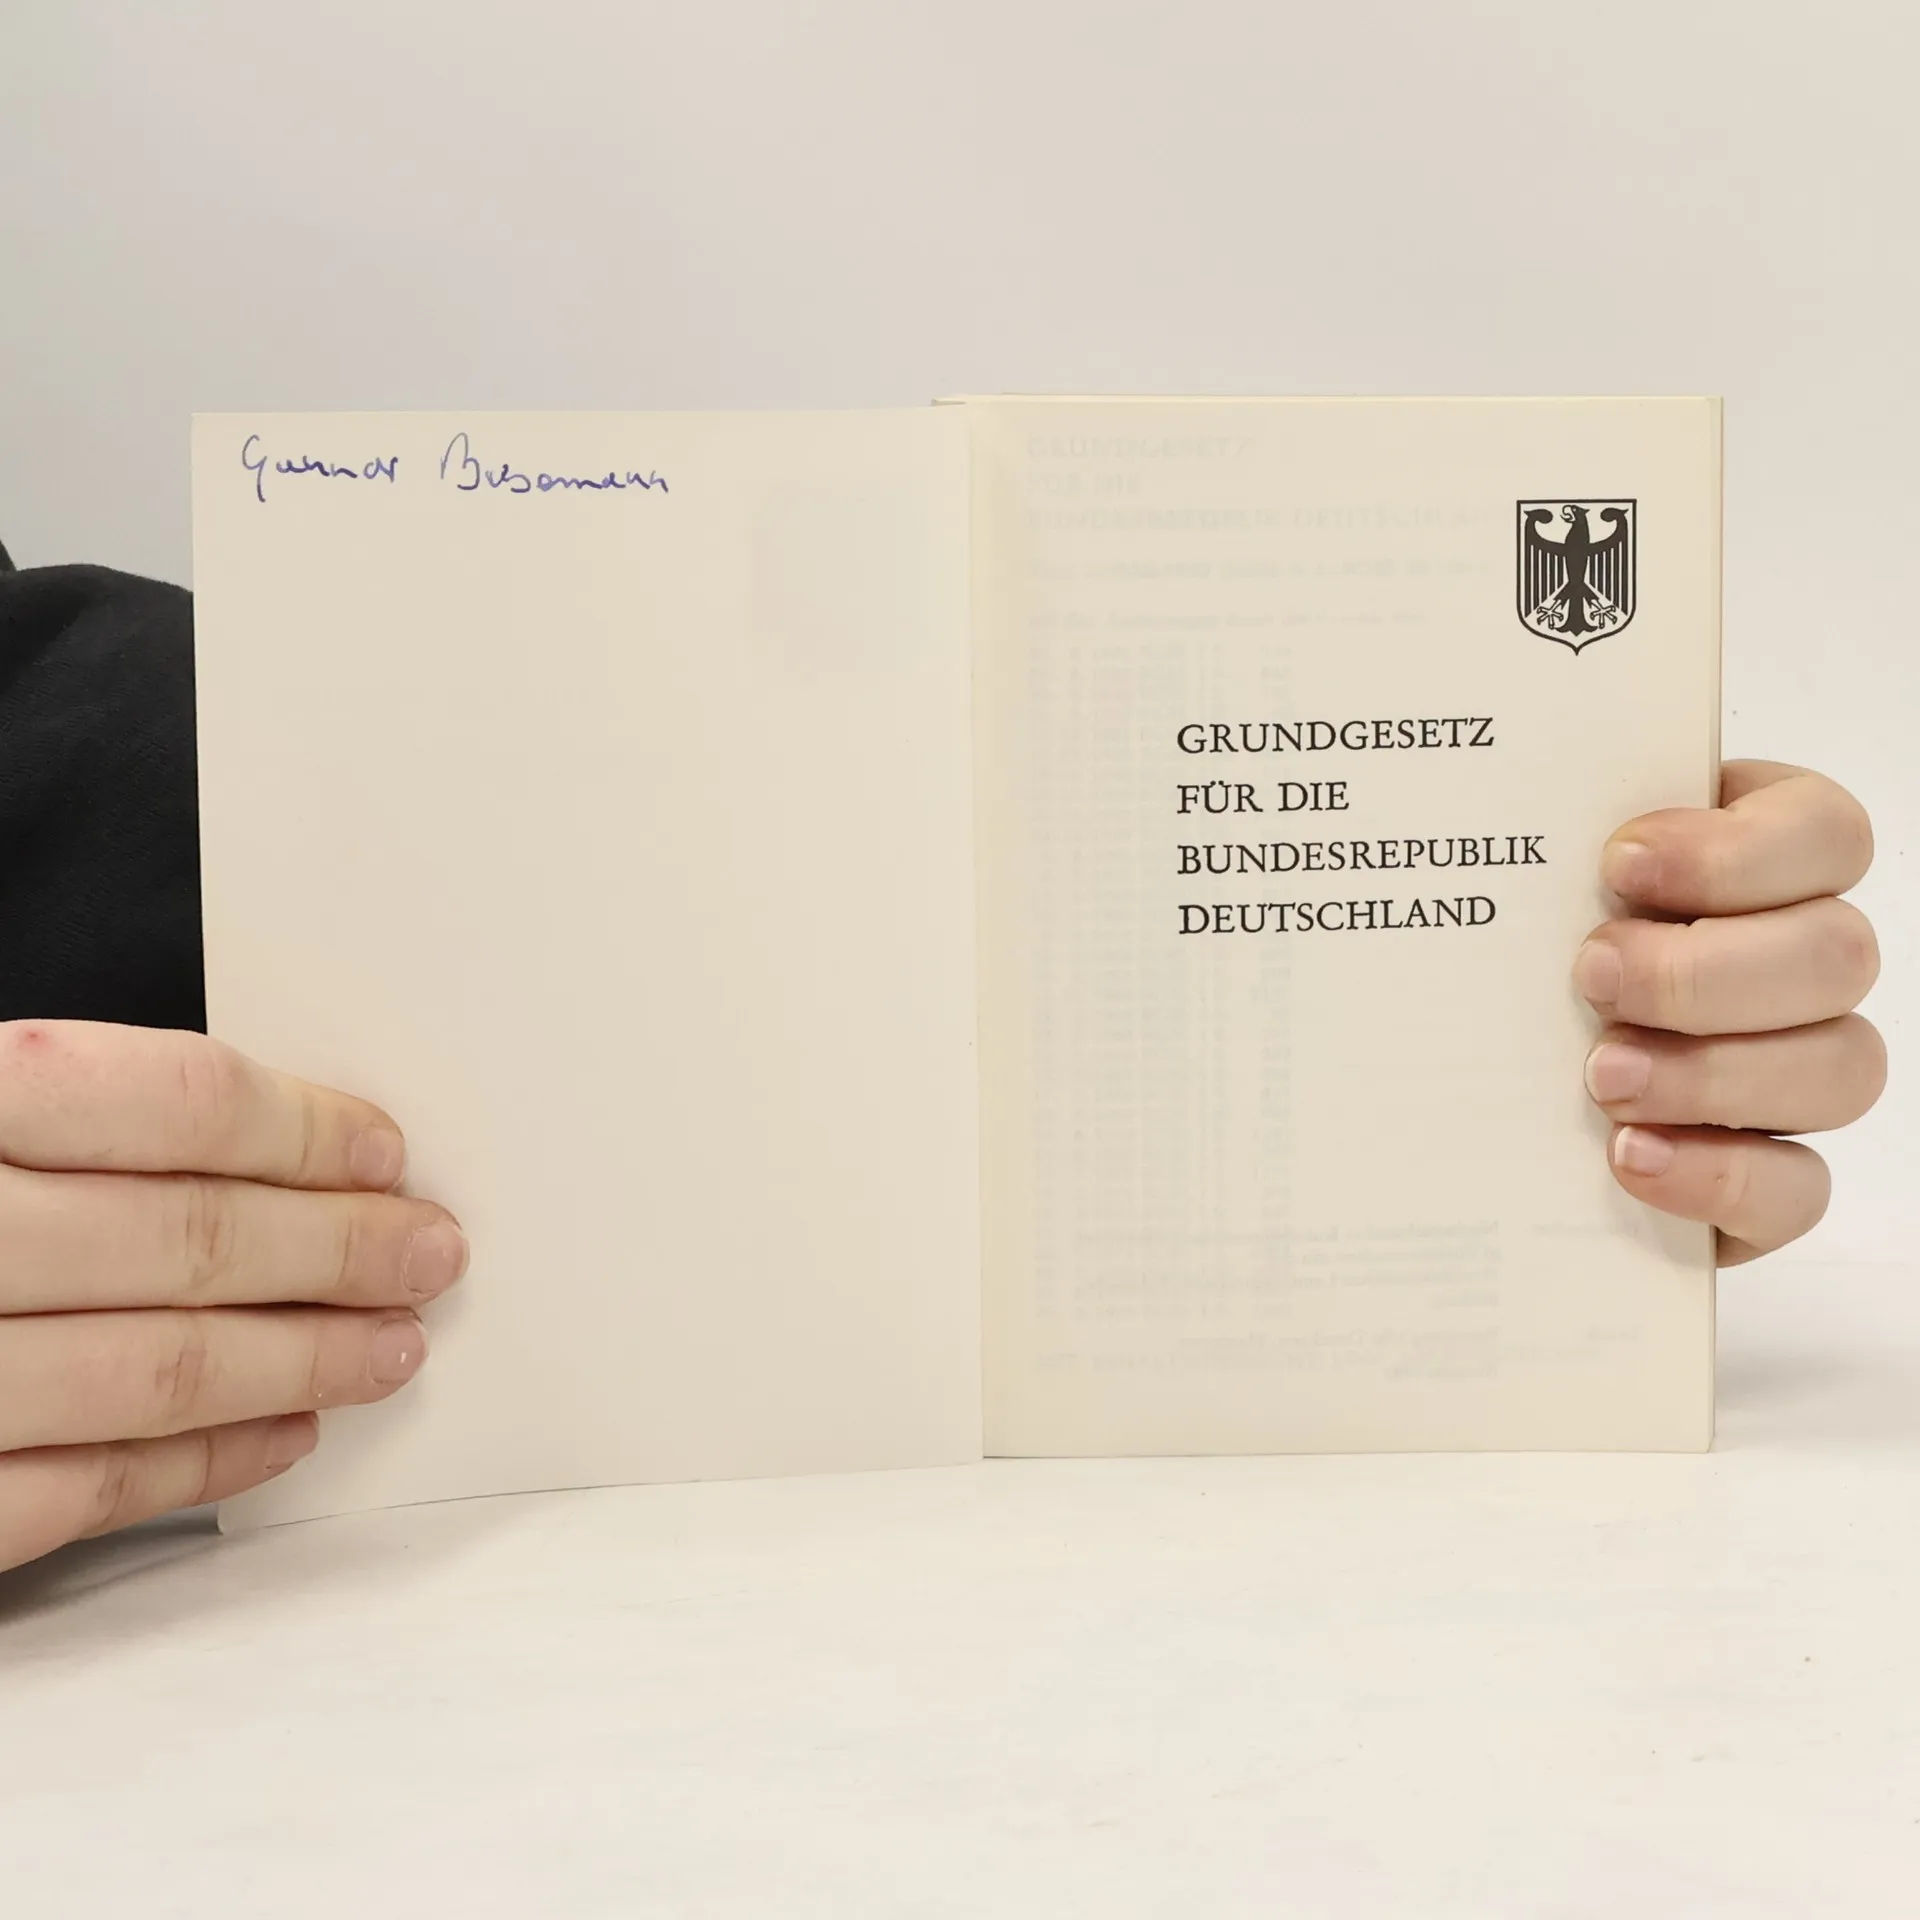 Gunnar
GRUNDGESETZ
FÜR DIE
BUNDESREPUBLIK
DEUTSCHLAND